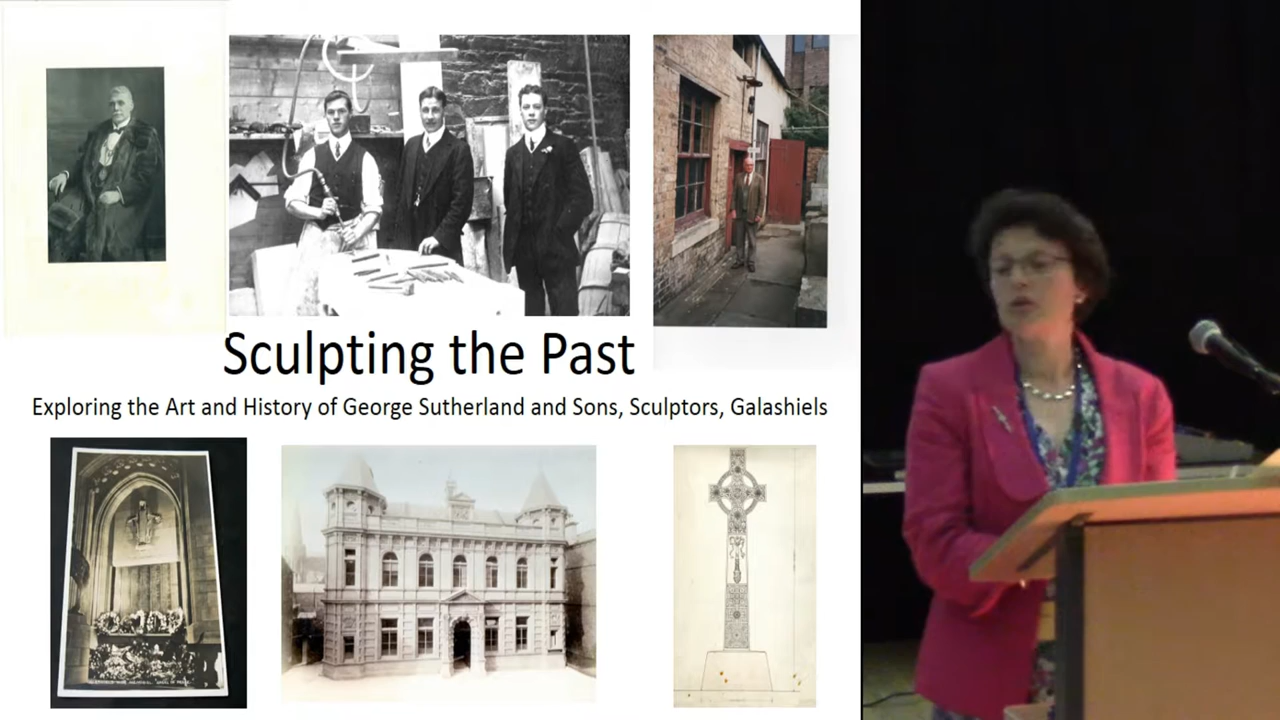 Sculpting the Past
Exploring the Art and History of George Sutherland and Sons, Sculptors, Galashiels